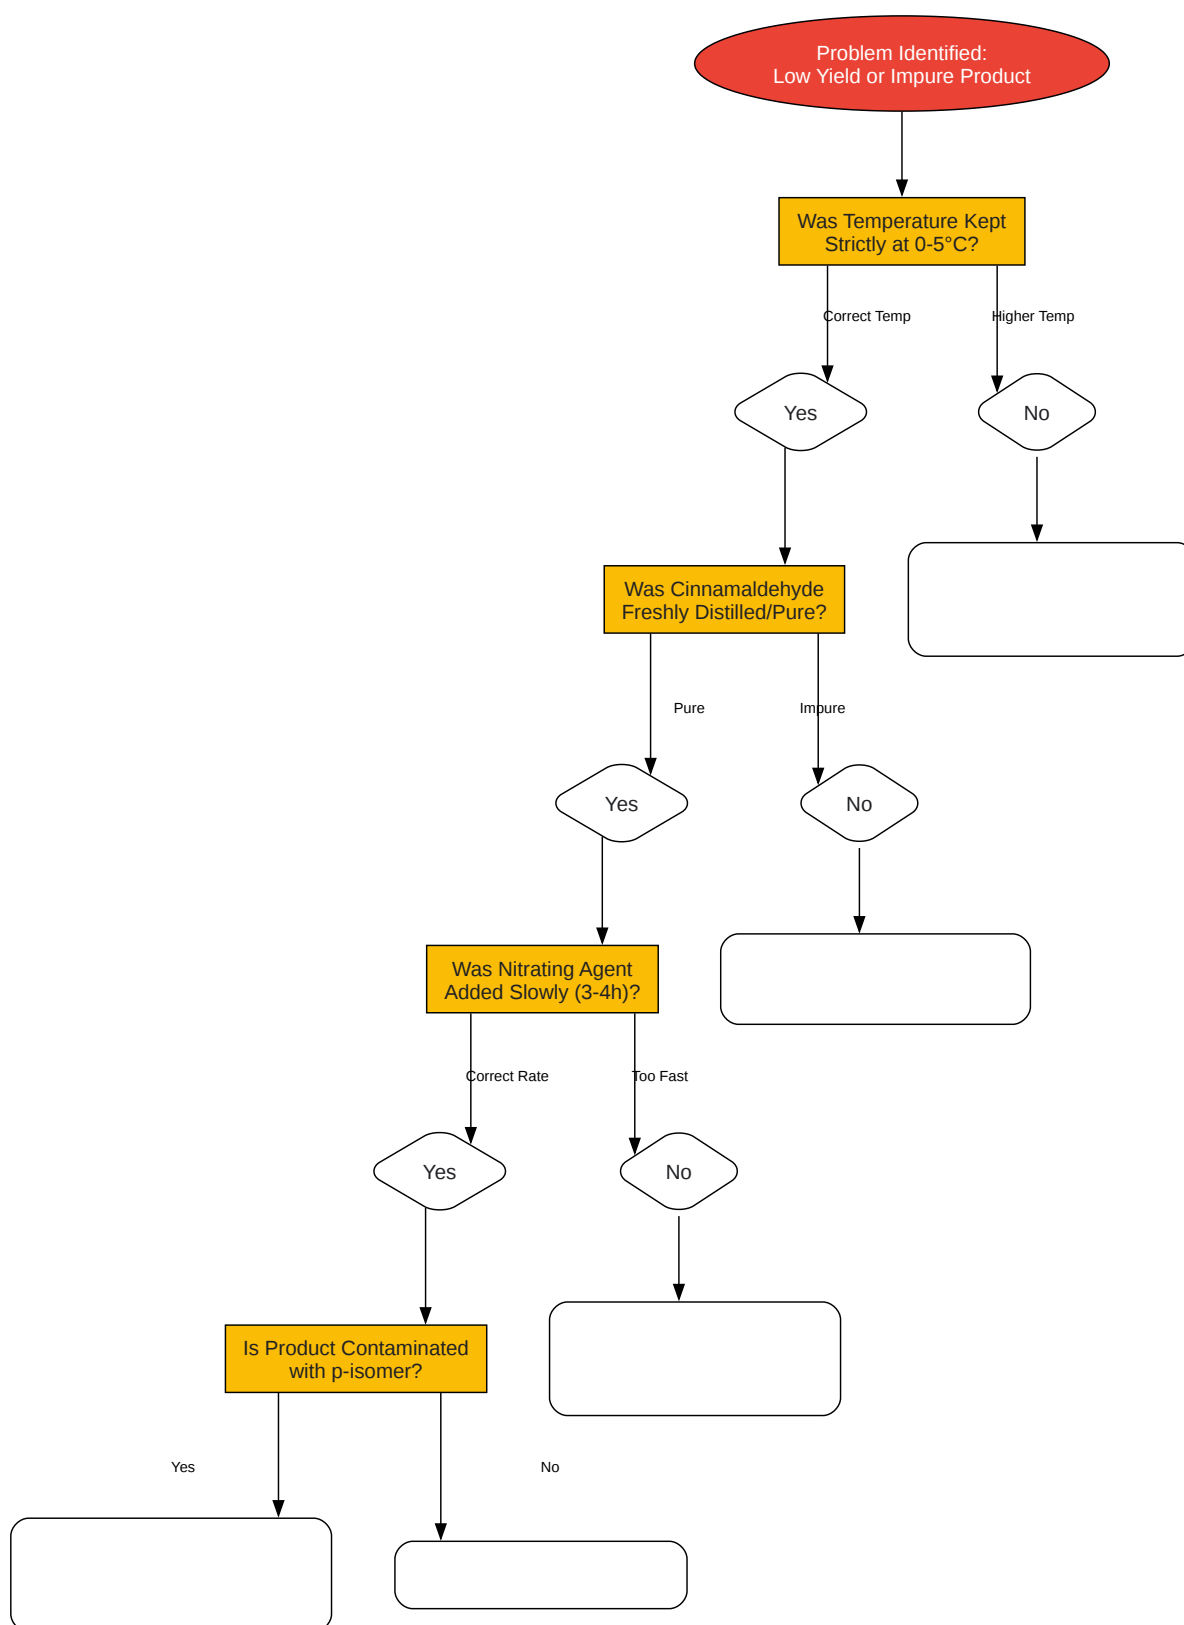 Problem Identified:
Low Yield or Impure Product
Was Temperature Kept
Strictly at 0-5°C?
Correct Temp
Higher Temp
Yes
No
Was Cinnamaldehyde
Freshly Distilled/Pure?
Pure
Impure
Yes
No
Was Nitrating Agent
Added Slowly (3-4h)?
Correct Rate
Too Fast
Yes
No
Is Product Contaminated
with p-isomer?
Yes
No